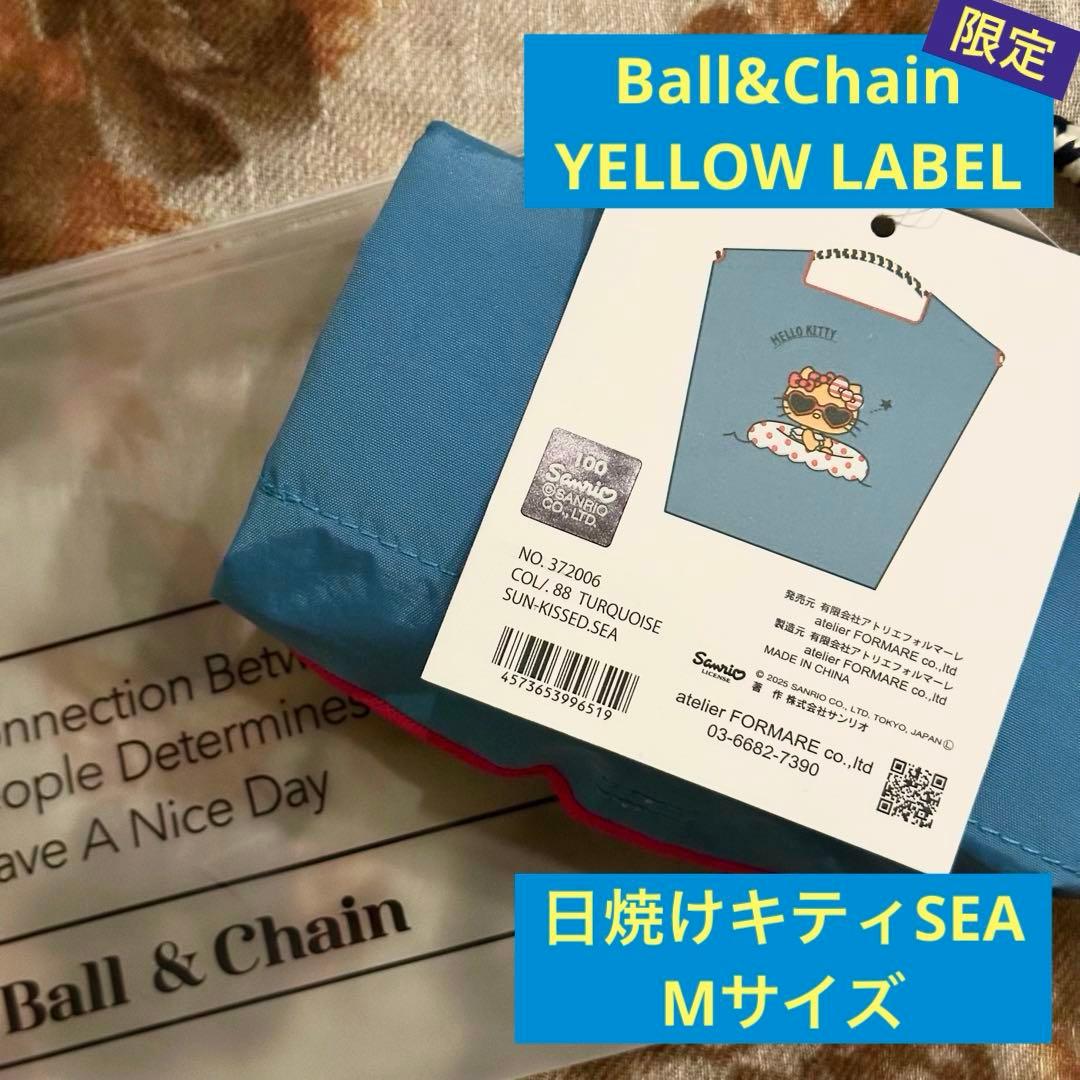 限定
Ball&Chain
YELLOW LABEL
HELLO KITTY
100
Sanrio
©SANRIO
CO., LTD.
NO. 372006
COL/. 88 TURQUOISE
SUN-KISSED.SEA
4573653996519
発売元 有限会社アトリエフォルマーレ
atelier FORMARE co.,ltd
製造元 有限会社アトリエフォルマーレ
atelier FORMARE co.,ltd
MADE IN CHINA
Sanrio
LICENSE
© 2025 SANRIO CO., LTD. TOKYO, JAPAN Ⓛ
著 作 株式会社サンリオ
atelier FORMARE co.,ltd
03-6682-7390
onnection Betw
eople Determines
ave A Nice Day
Ball & Chain
日焼けキティSEA
Mサイズ